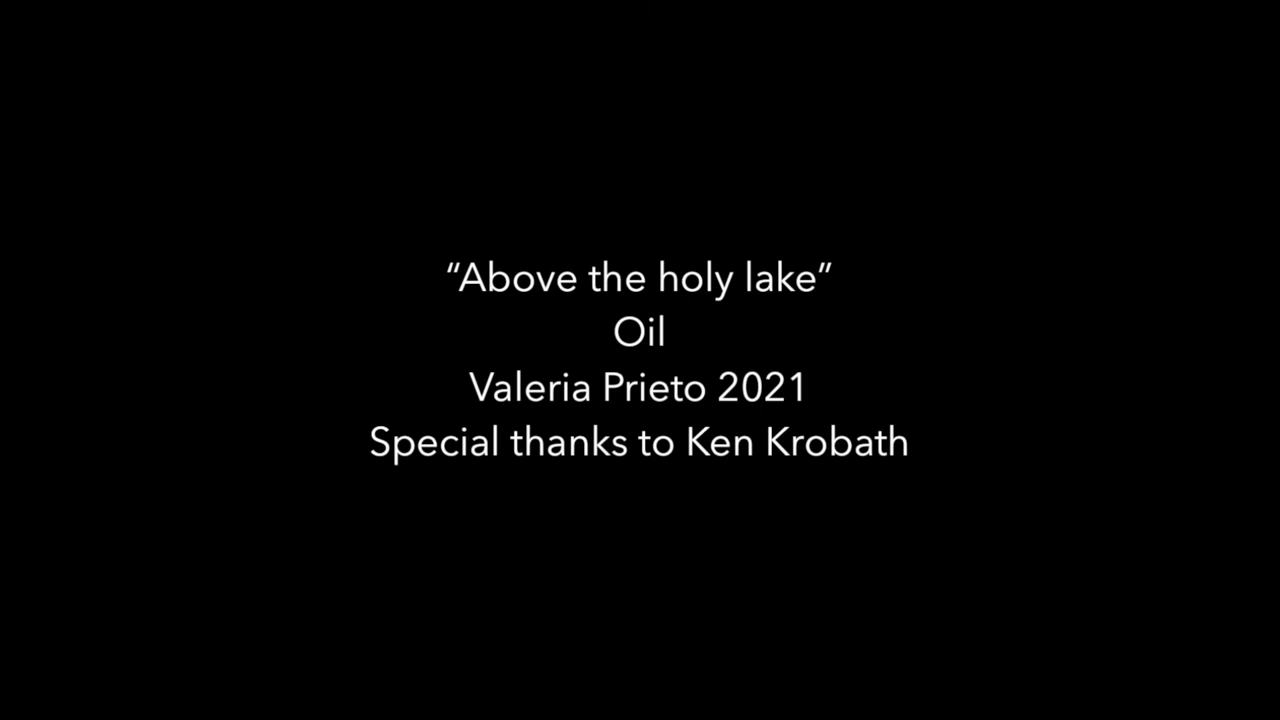 “Above the holy lake”
Oil
Valeria Prieto 2021
Special thanks to Ken Krobath